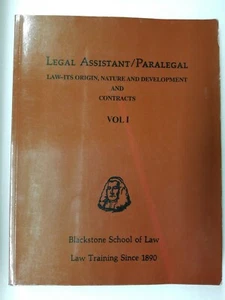 LEGAL ASSISTANT/PARALEGAL
LAW-ITS ORIGIN, NATURE AND DEVELOPMENT
AND
CONTRACTS
VOL I
Blackstone School of Law
Law Training Since 1890